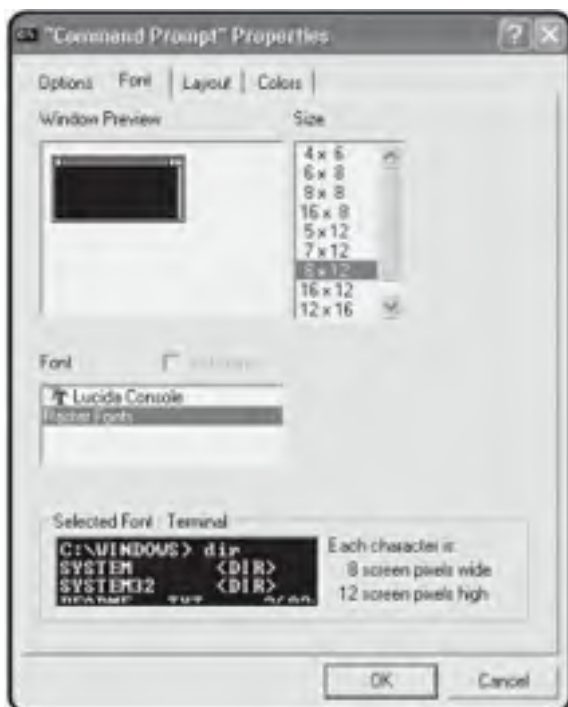 "Command Prompt" Properties
Options Font Layout Colors
Window Preview
Size
4 x 6
6 x 8
8 x 8
16 x 8
5 x 12
7 x 12
8 x 12
16 x 12
12 x 16
Font
Lucida Console
Raster Fonts
Selected Font : Terminal
C:\WINDOWS> dir
SYSTEM <DIR>
SYSTEM32 <DIR>
README TXT
Each character is:
8 screen pixels wide
12 screen pixels high
OK Cancel